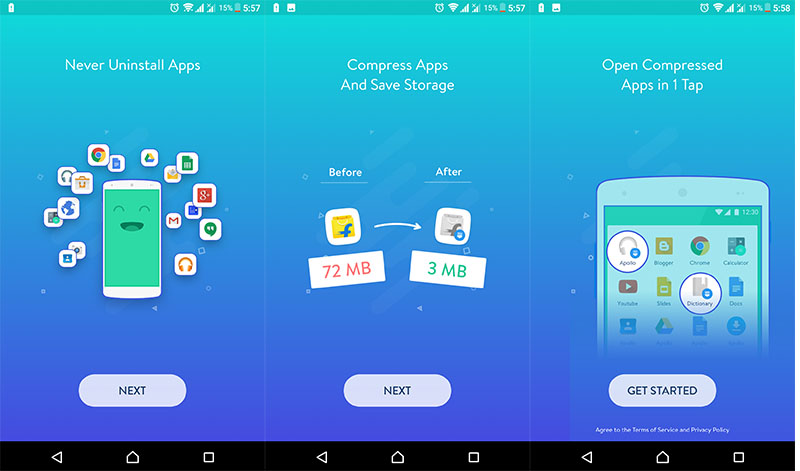 15% 5:57
Never Uninstall Apps
NEXT
15% 5:57
Compress Apps
And Save Storage
Before
After
72 MB
3 MB
NEXT
15% 5:58
Open Compressed
Apps in 1 Tap
12:30
Apollo
Blogger
Chrome
Calculator
Youtube
Slides
Dictionary
Docs
GET STARTED
Agree to the Terms of Service and Privacy Policy